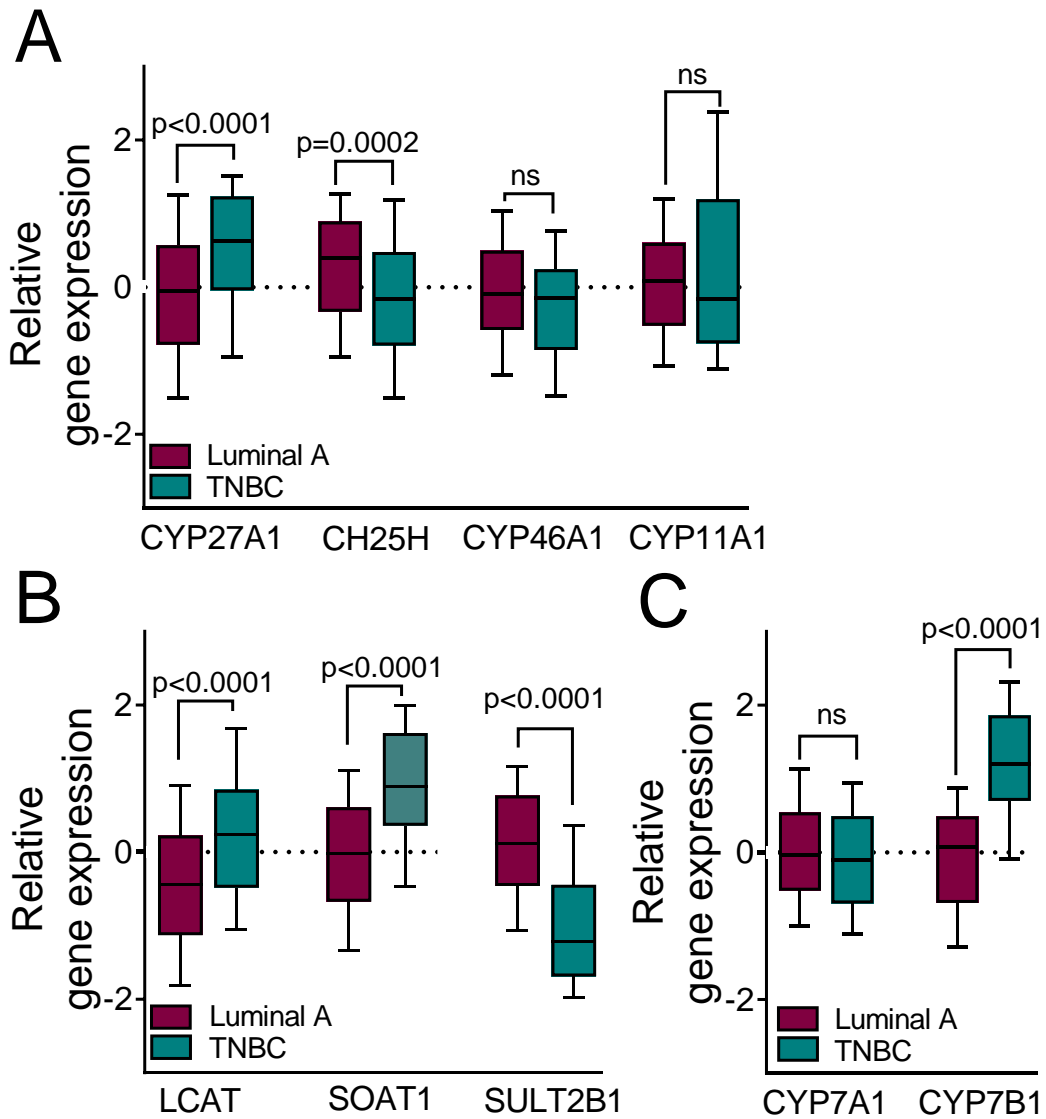 A
Relative
gene expression
2
0
-2
p<0.0001
p=0.0002
ns
ns
Luminal A
TNBC
CYP27A1 CH25H CYP46A1 CYP11A1
B
Relative
gene expression
2
0
-2
p<0.0001
p<0.0001
p<0.0001
Luminal A
TNBC
LCAT SOAT1 SULT2B1
C
Relative
gene expression
2
0
-2
ns
p<0.0001
Luminal A
TNBC
CYP7A1 CYP7B1